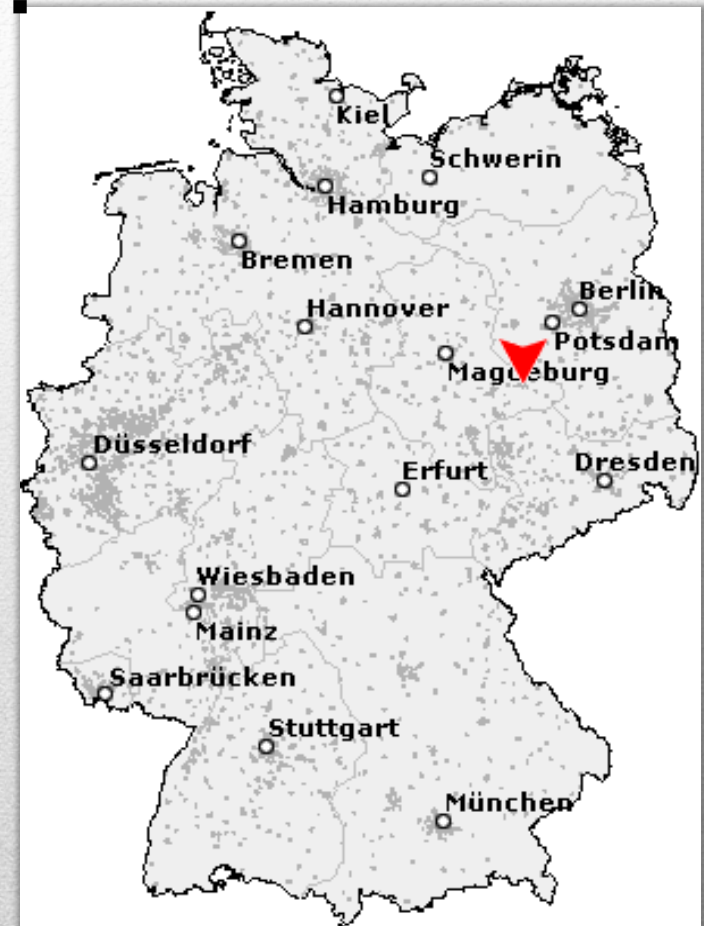 Kiel
Schwerin
Hamburg
Bremen
Berlin
Hannover
Potsdam
Magdeburg
Düsseldorf
Erfurt
Dresden
Wiesbaden
Mainz
Saarbrücken
Stuttgart
München